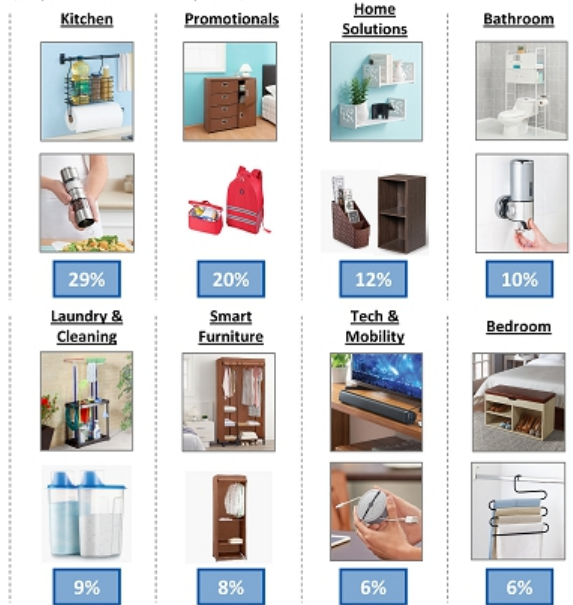 Kitchen
Promotionals
Home
Solutions
Bathroom
29%
20%
12%
10%
Laundry &
Cleaning
Smart
Furniture
Tech &
Mobility
Bedroom
9%
8%
6%
6%